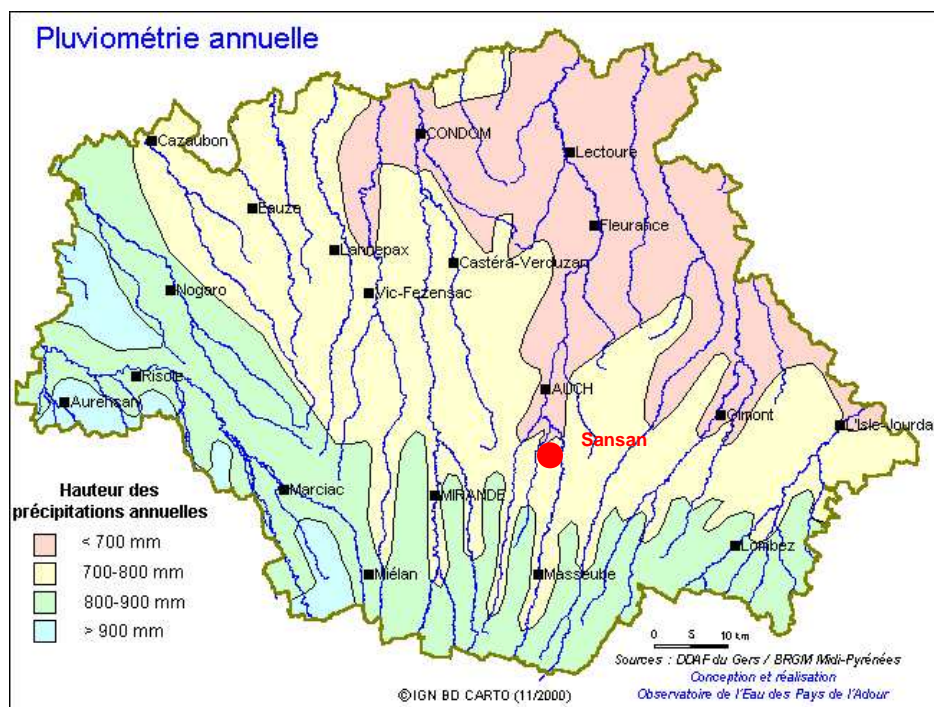 Pluviométrie annuelle
CONDOM
Cazaubon
Lectoure
Eauze
Fleurance
Lannepax
Castéra-Verduzan
Nogaro
Vic-Fezensac
Riscle
AUCH
Aurensan
Gimont
L'Isle-Jourda
Sansan
Hauteur des
précipitations annuelles
< 700 mm
700-800 mm
800-900 mm
> 900 mm
Marciac
MIRANDE
Lombez
Miélan
Masseube
0 5 10 km
Sources : DDAF du Gers / BRGM Midi-Pyrénées
Conception et réalisation
Observatoire de l'Eau des Pays de l'Adour
©IGN BD CARTO (11/2000)